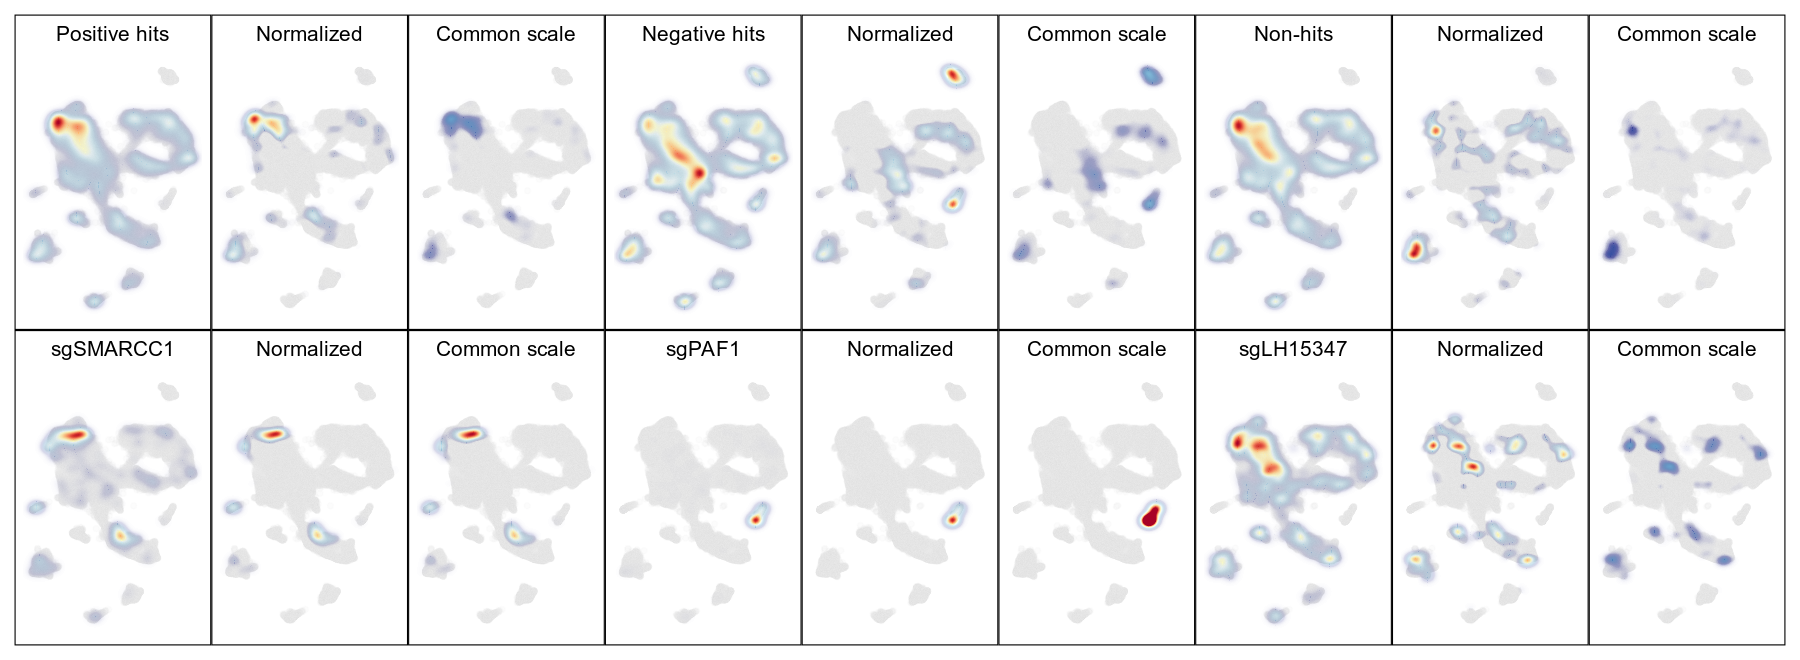 Positive hits
Normalized
Common scale
Negative hits
Normalized
Common scale
Non-hits
Normalized
Common scale
sgSMARCC1
Normalized
Common scale
sgPAF1
Normalized
Common scale
sgLH15347
Normalized
Common scale